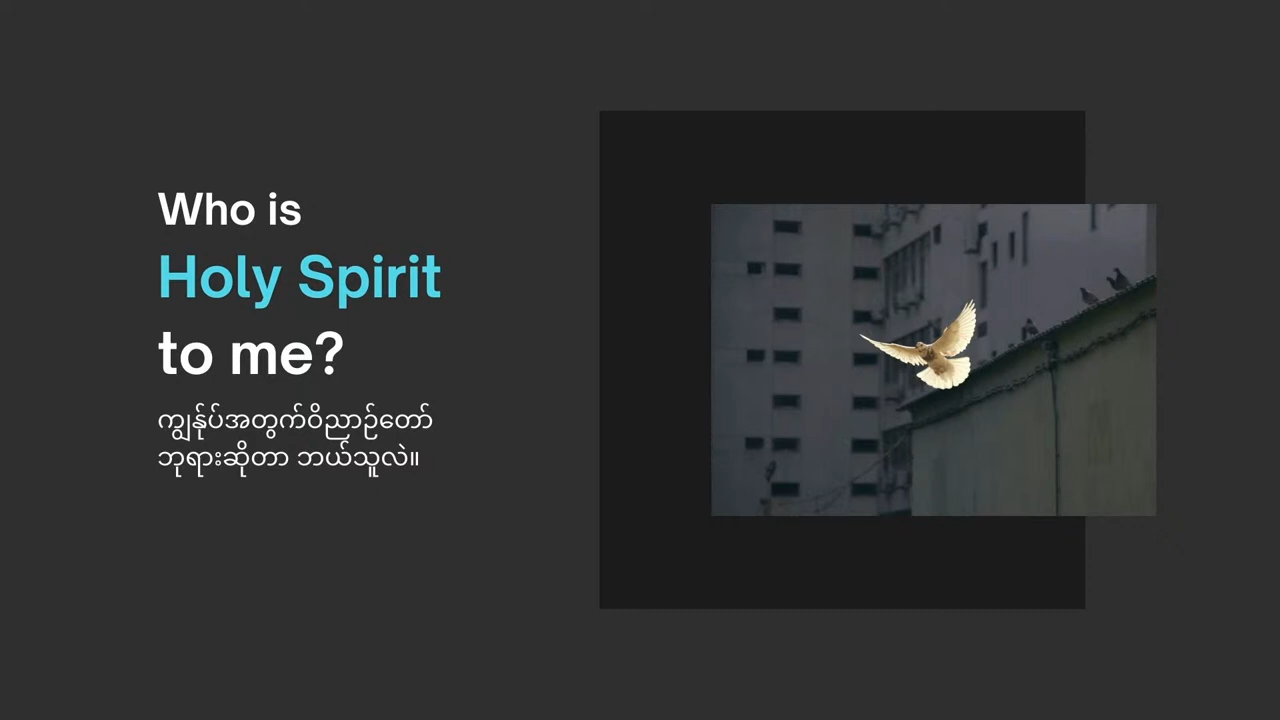 Who is
Holy Spirit
to me?
ကျွန်ုပ်အတွက်ဝိညာဉ်တော်
ဘုရားဆိုတာ ဘယ်သူလဲ။